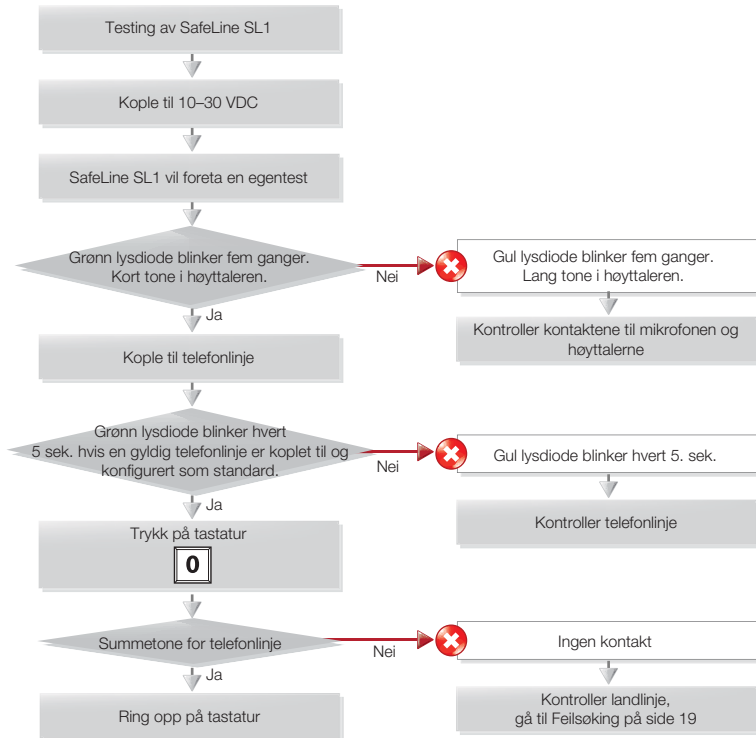 Testing av SafeLine SL1
Kople til 10–30 VDC
SafeLine SL1 vil foreta en egentest
Grønn lysdiode blinker fem ganger.
Kort tone i høyttaleren.
Nei
Gul lysdiode blinker fem ganger.
Lang tone i høyttaleren.
Kontroller kontaktene til mikrofonen og
høyttalerne
Ja
Kople til telefonlinje
Grønn lysdiode blinker hvert
5 sek. hvis en gyldig telefonlinje er koplet til og
konfigurert som standard.
Nei
Gul lysdiode blinker hvert 5. sek.
Kontroller telefonlinje
Ja
Trykk på tastatur
0
Summetone for telefonlinje
Nei
Ingen kontakt
Kontroller landlinje,
gå til Feilsøking på side 19
Ja
Ring opp på tastatur